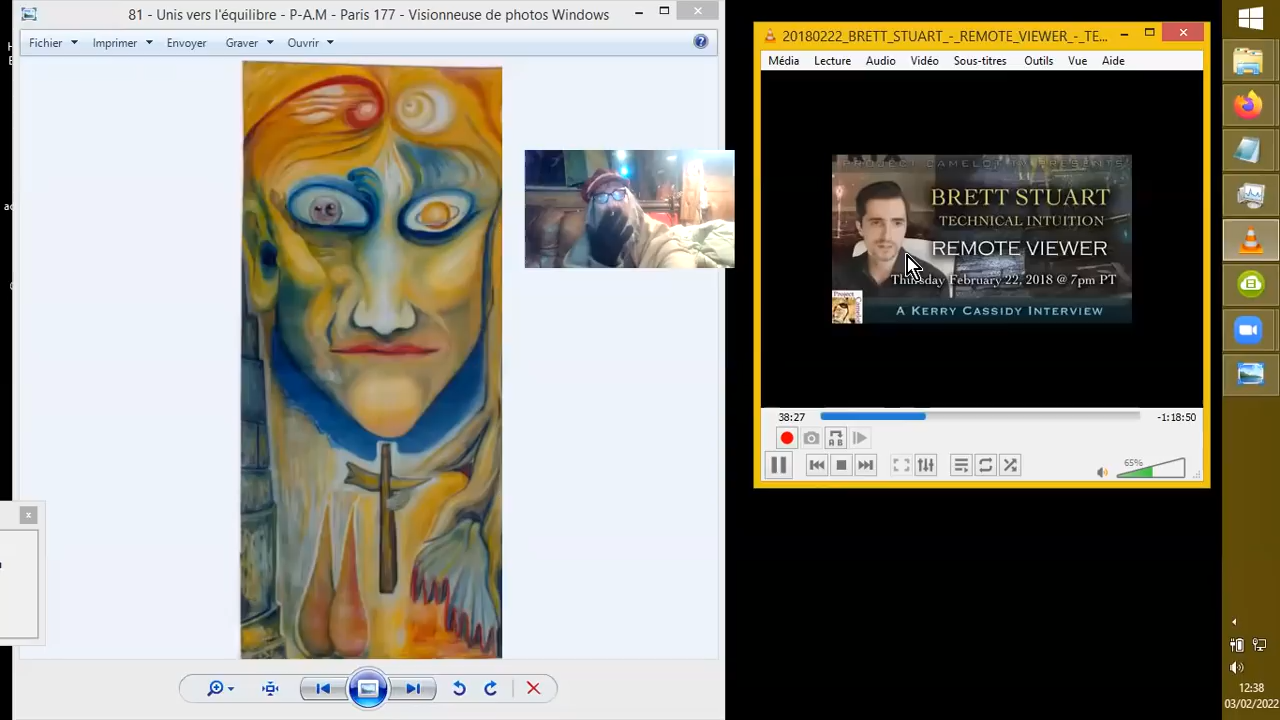 81 - Unis vers l'équilibre - P-A-M - Paris 177 - Visionneuse de photos Windows
Fichier Imprimer Envoyer Graver Ouvrir
20180222_BRETT_STUART_-_REMOTE_VIEWER_-_TE...
Média Lecture Audio Vidéo Sous-titres Outils Vue Aide
PROJECT CAMELOT TV PRESENTS
BRETT STUART
TECHNICAL INTUITION
REMOTE VIEWER
Thursday February 22, 2018 @ 7pm PT
Project
Camelot
A KERRY CASSIDY INTERVIEW
38:27 -1:18:50
65%
12:38
03/02/2022